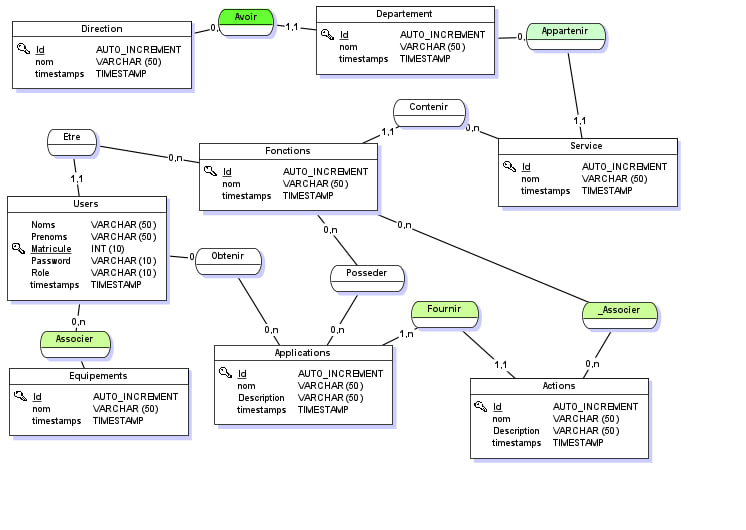 Direction
Id AUTO_INCREMENT
nom VARCHAR (50)
timestamps TIMESTAMP
0,
Avoir
1,1
Departement
Id AUTO_INCREMENT
nom VARCHAR (50)
timestamps TIMESTAMP
0,
Appartenir
1,1
Contenir
1,1
0,n
Service
Id AUTO_INCREMENT
nom VARCHAR (50)
timestamps TIMESTAMP
Etre
0,n
1,1
Fonctions
Id AUTO_INCREMENT
nom VARCHAR (50)
timestamps TIMESTAMP
0,n
0,n
Users
Noms VARCHAR (50)
Prenoms VARCHAR (50)
Matricule INT (10)
Password VARCHAR (10)
Role VARCHAR (10)
timestamps TIMESTAMP
0
Obtenir
0,n
Posseder
0,n
0,n
Associer
Fournir
1,n
1,1
_Associer
0,n
Equipements
Id AUTO_INCREMENT
nom VARCHAR (50)
timestamps TIMESTAMP
Applications
Id AUTO_INCREMENT
nom VARCHAR (50)
Description VARCHAR (50)
timestamps TIMESTAMP
Actions
Id AUTO_INCREMENT
nom VARCHAR (50)
Description VARCHAR (50)
timestamps TIMESTAMP